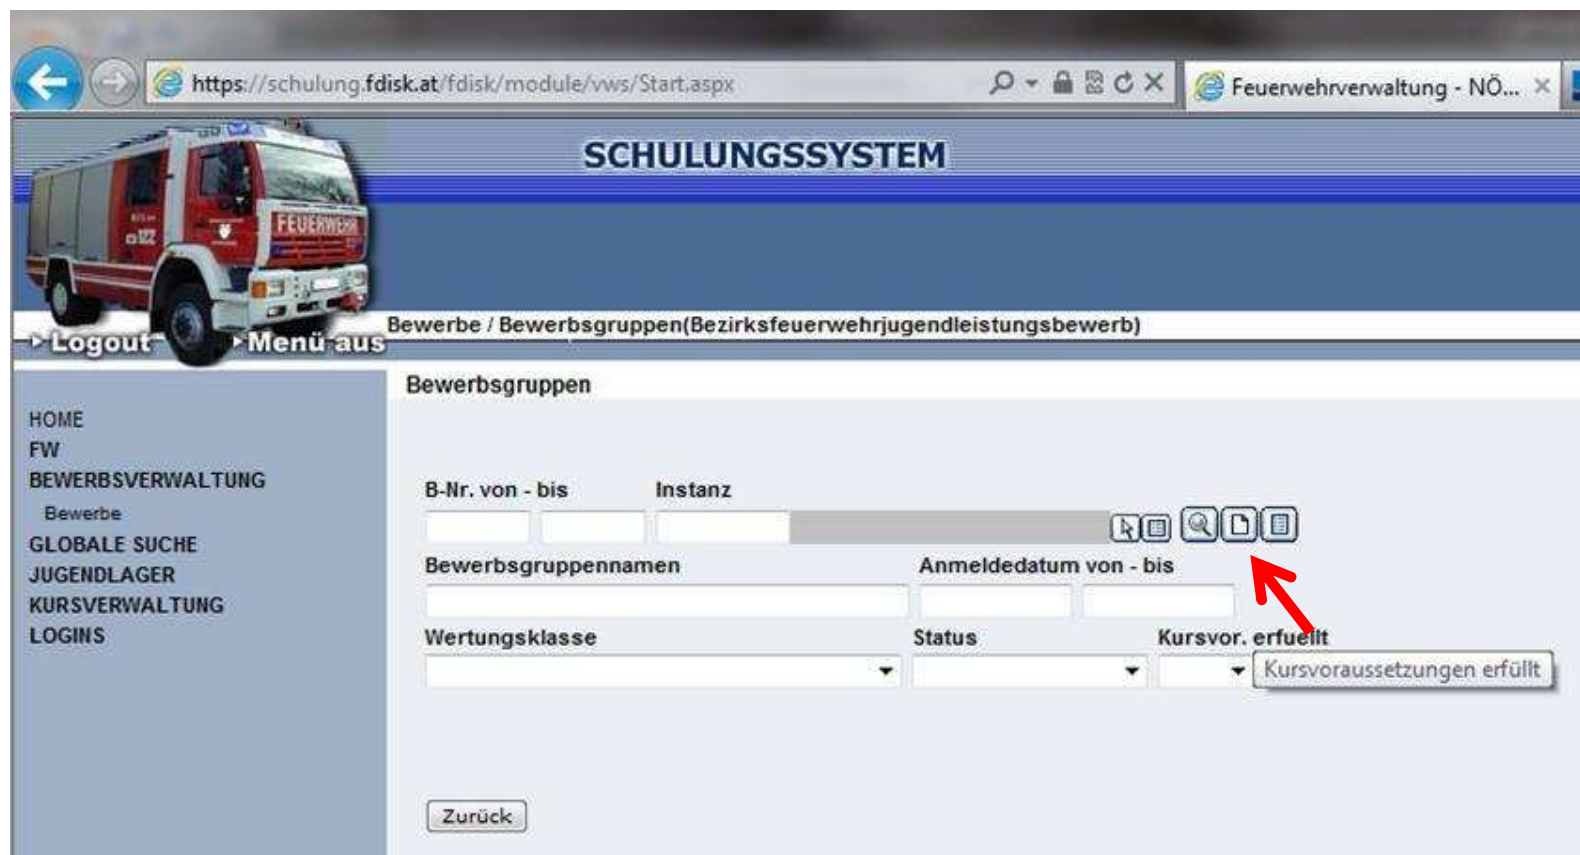 https://schulung.fdisk.at/fdisk/module/vws/Start.aspx
Feuerwehrverwaltung - NÖ...
SCHULUNGSSYSTEM
FEUERWEHR
122
Logout
Menü aus
Bewerbe / Bewerbsgruppen(Bezirksfeuerwehrjugendleistungsbewerb)
Bewerbsgruppen
HOME
FW
BEWERBSVERWALTUNG
Bewerbe
GLOBALE SUCHE
JUGENDLAGER
KURSVERWALTUNG
LOGINS
B-Nr. von - bis Instanz
Bewerbsgruppennamen Anmeldedatum von - bis
Wertungsklasse Status Kursvor. erfuellt
Kursvoraussetzungen erfüllt
Zurück